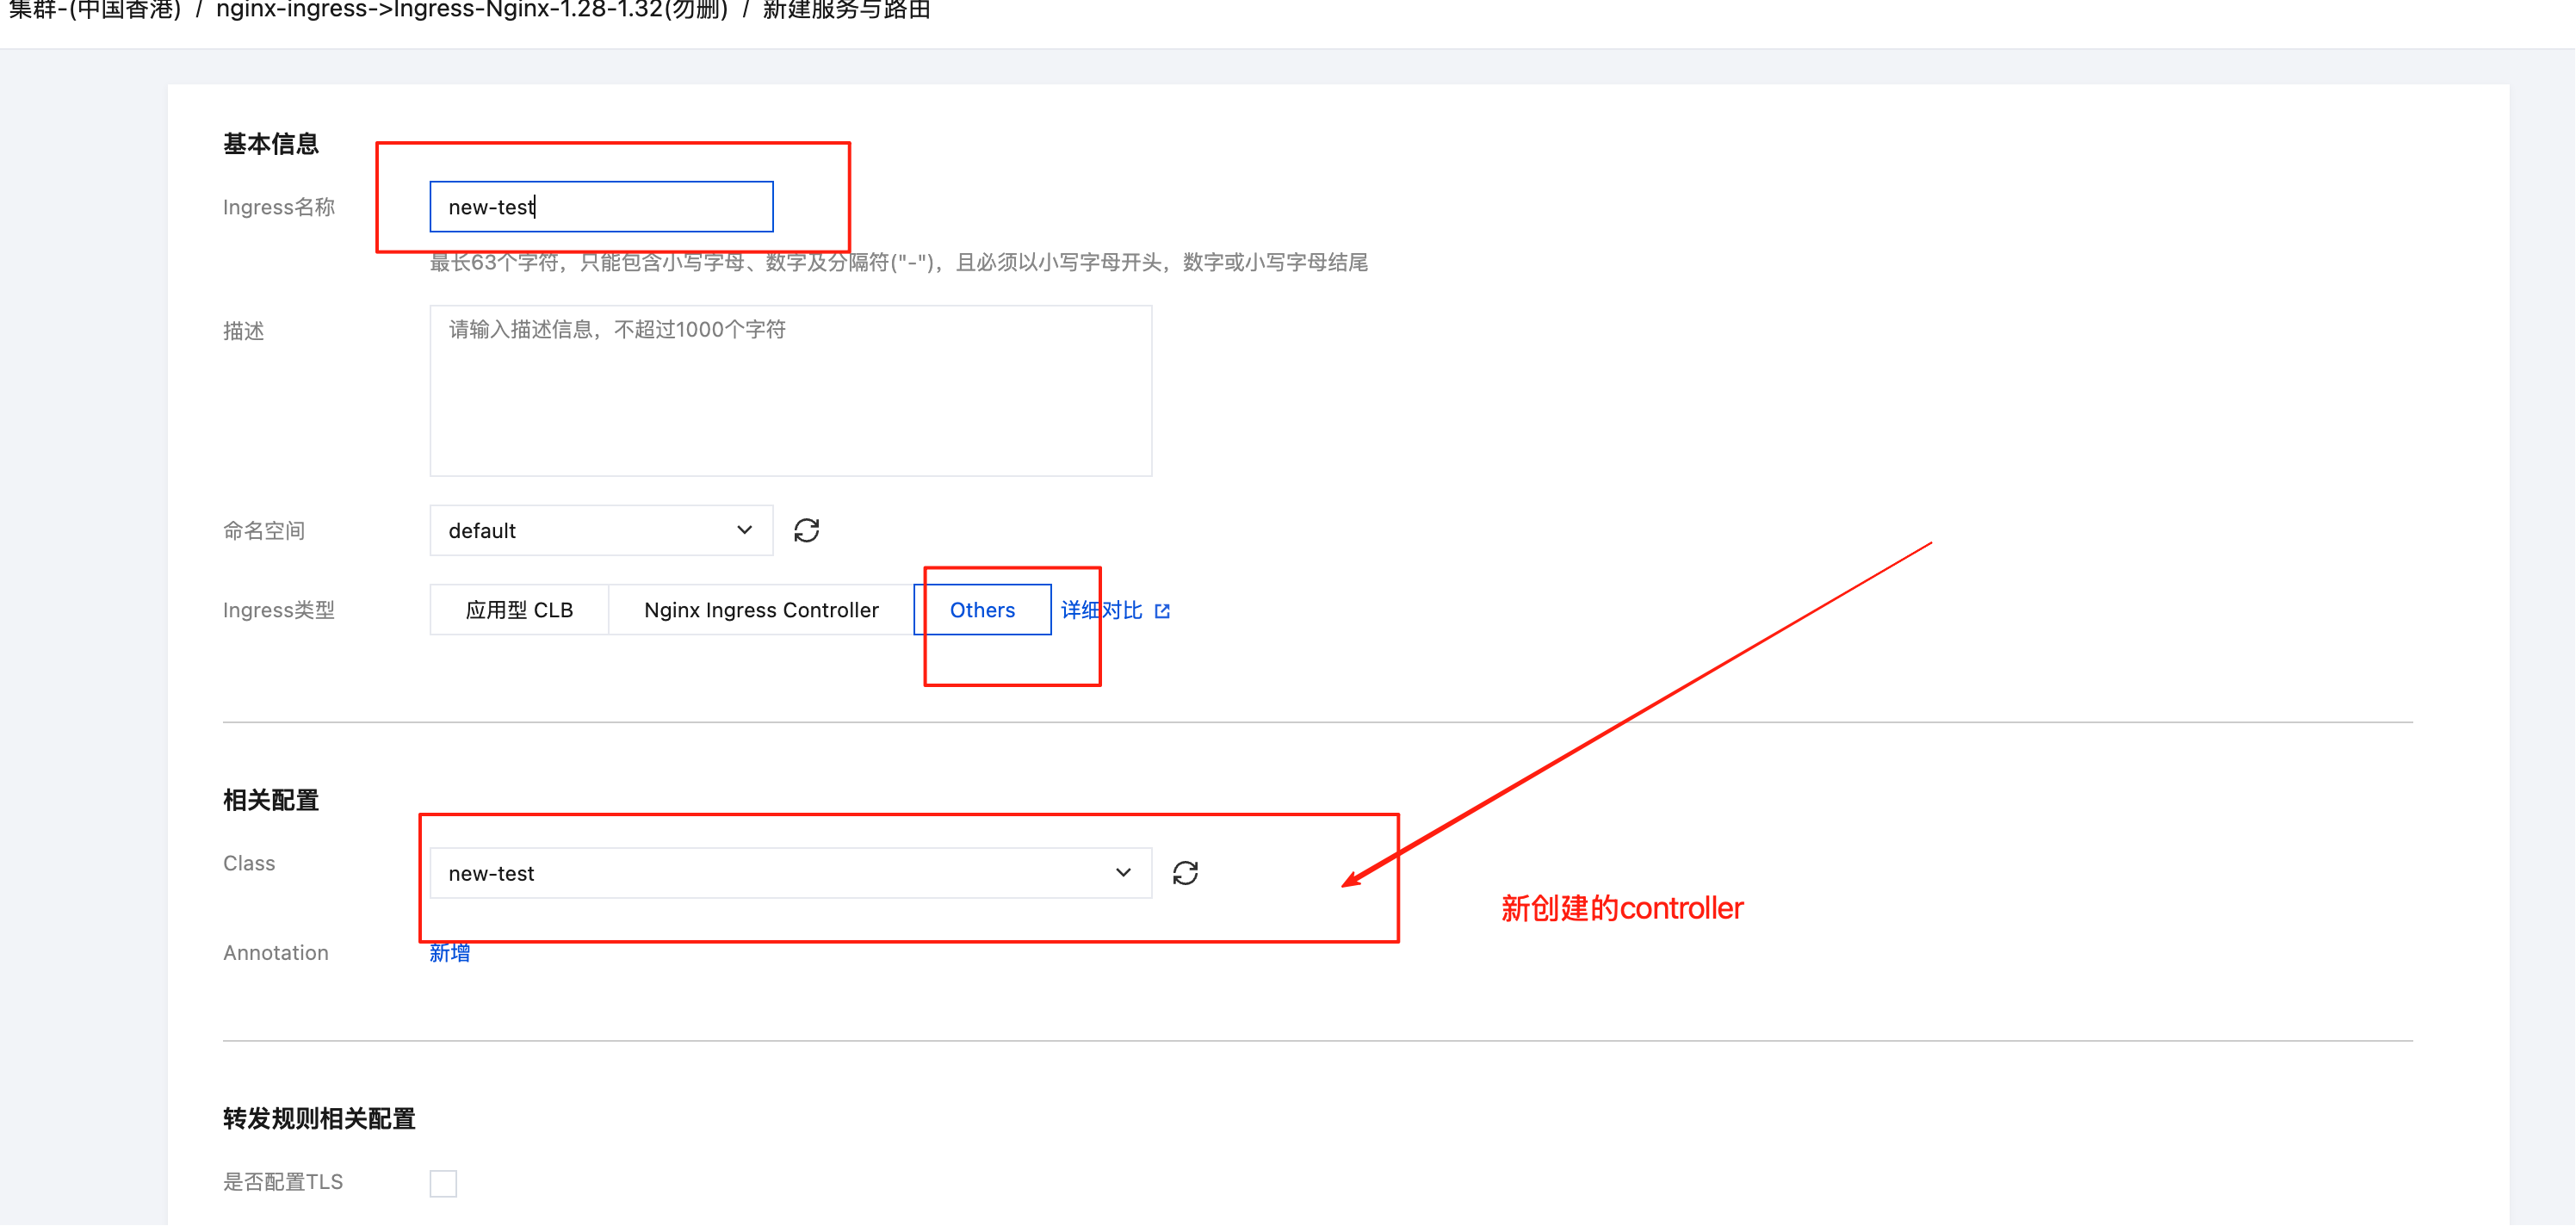 集群-(中国香港) / nginx-ingress->Ingress-Nginx-1.28-1.32(勿删) / 新建服务与路由
基本信息
Ingress名称 new-test
最长63个字符，只能包含小写字母、数字及分隔符("-")，且必须以小写字母开头，数字或小写字母结尾
描述 请输入描述信息，不超过1000个字符
命名空间 default
Ingress类型 应用型 CLB Nginx Ingress Controller Others 详细对比
相关配置
Class new-test
新创建的controller
Annotation 新增
转发规则相关配置
是否配置TLS